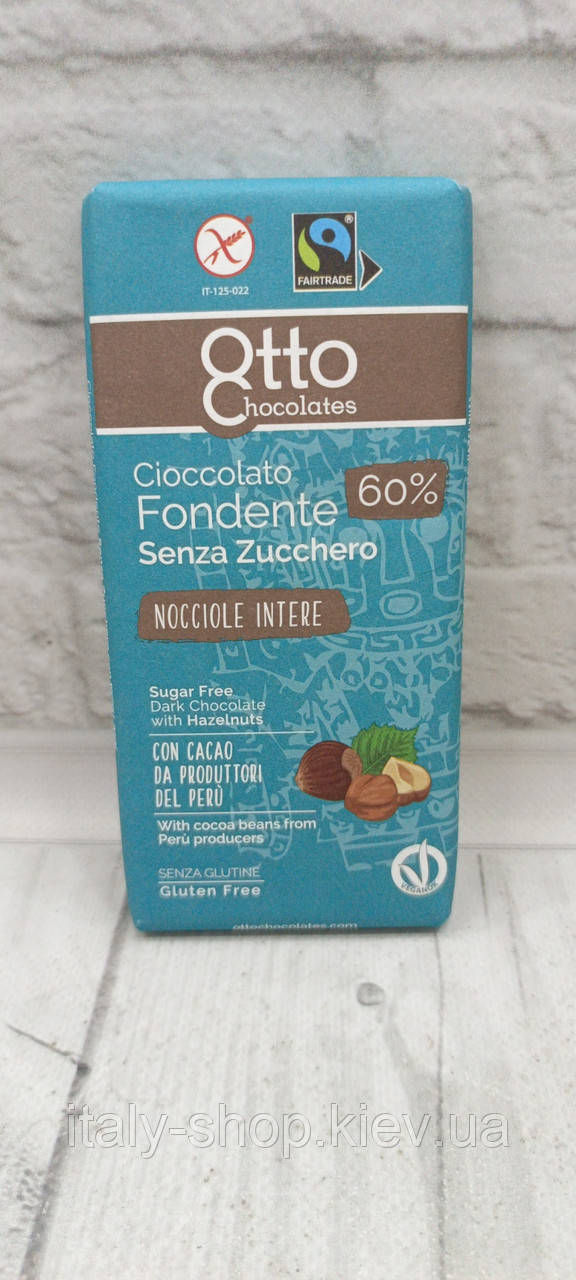 IT-125-022
®
FAIRTRADE
Otto
Chocolates
Cioccolato
Fondente
60%
Senza Zucchero
NOCCIOLE INTERE
Sugar Free
Dark Chocolate
with Hazelnuts
CON CACAO
DA PRODUTTORI
DEL PERÙ
With cocoa beans from
Perù producers
SENZA GLUTINE
Gluten Free
VEGANOK
ottochocolates.com
italy-shop.kiev.ua